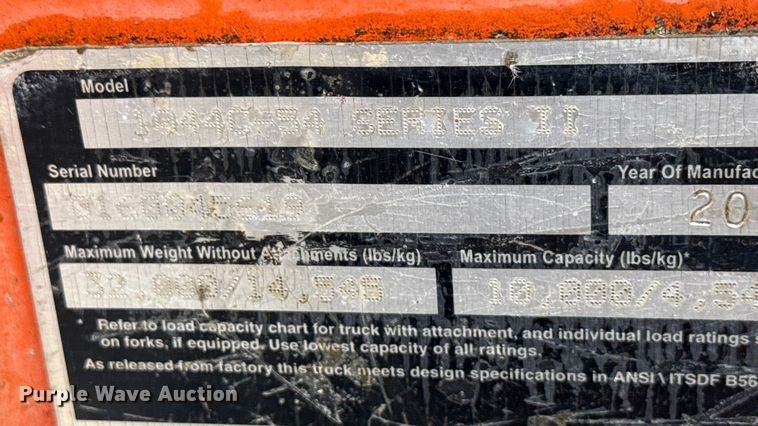 Model
1044C-54 SERIES II
Serial Number
Year Of Manufac
20
Maximum Weight Without Attachments (lbs/kg)
Maximum Capacity (lbs/kg)*
32,000/14,545
10,000/4,54
Refer to load capacity chart for truck with attachment, and individual load ratings s
on forks, if equipped. Use lowest capacity of all ratings.
As released from factory this truck meets design specifications in ANSI \ ITSDF B56
Purple Wave Auction